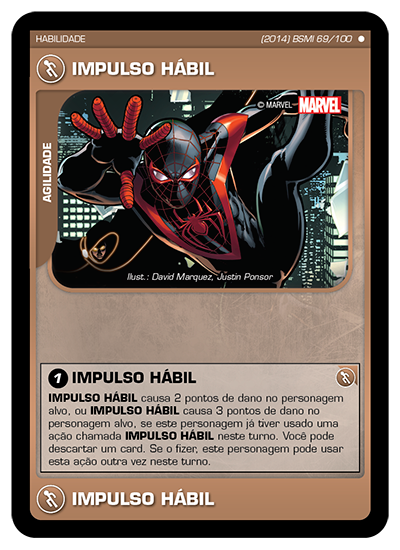 HABILIDADE (2014) BSMI 69/100 ●
IMPULSO HÁBIL
© MARVEL MARVEL
AGILIDADE
Ilust.: David Marquez, Justin Ponsor
1 IMPULSO HÁBIL
IMPULSO HÁBIL causa 2 pontos de dano no personagem
alvo, ou IMPULSO HÁBIL causa 3 pontos de dano no
personagem alvo, se este personagem já tiver usado uma
ação chamada IMPULSO HÁBIL neste turno. Você pode
descartar um card. Se o fizer, este personagem pode usar
esta ação outra vez neste turno.
IMPULSO HÁBIL